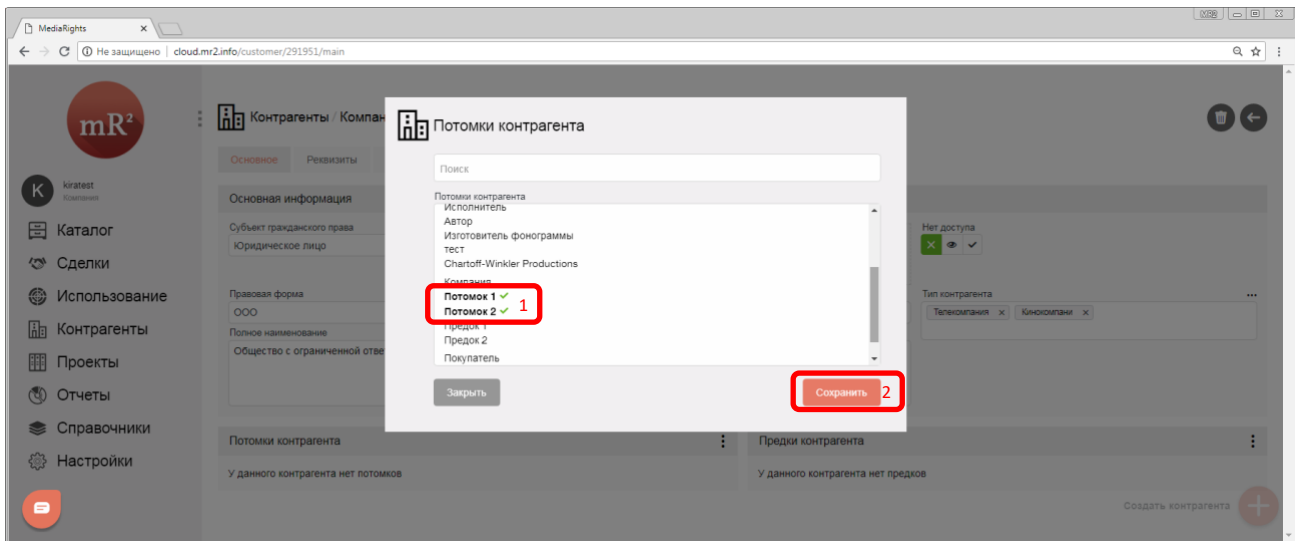 MR2
MediaRights
Не защищено | cloud.mr2.info/customer/291951/main
mR²
Контрагенты / Компан
Потомки контрагента
Основное Реквизиты
Поиск
K
kiratest
Компания
Основная информация
Потомки контрагента
Исполнитель
Автор
Изготовитель фонограммы
тест
Chartoff-Winkler Productions
Компания
Потомок 1
Потомок 2
1
Предок 1
Предок 2
Покупатель
Каталог
Сделки
Использование
Контрагенты
Проекты
Отчеты
Справочники
Настройки
Субъект гражданского права
Юридическое лицо
Нет доступа
Правовая форма
ООО
Тип контрагента
Телекомпания x Кинокомпани x
Полное наименование
Общество с ограниченной отве
Закрыть
Сохранить 2
Потомки контрагента
Предки контрагента
У данного контрагента нет потомков
У данного контрагента нет предков
Создать контрагента